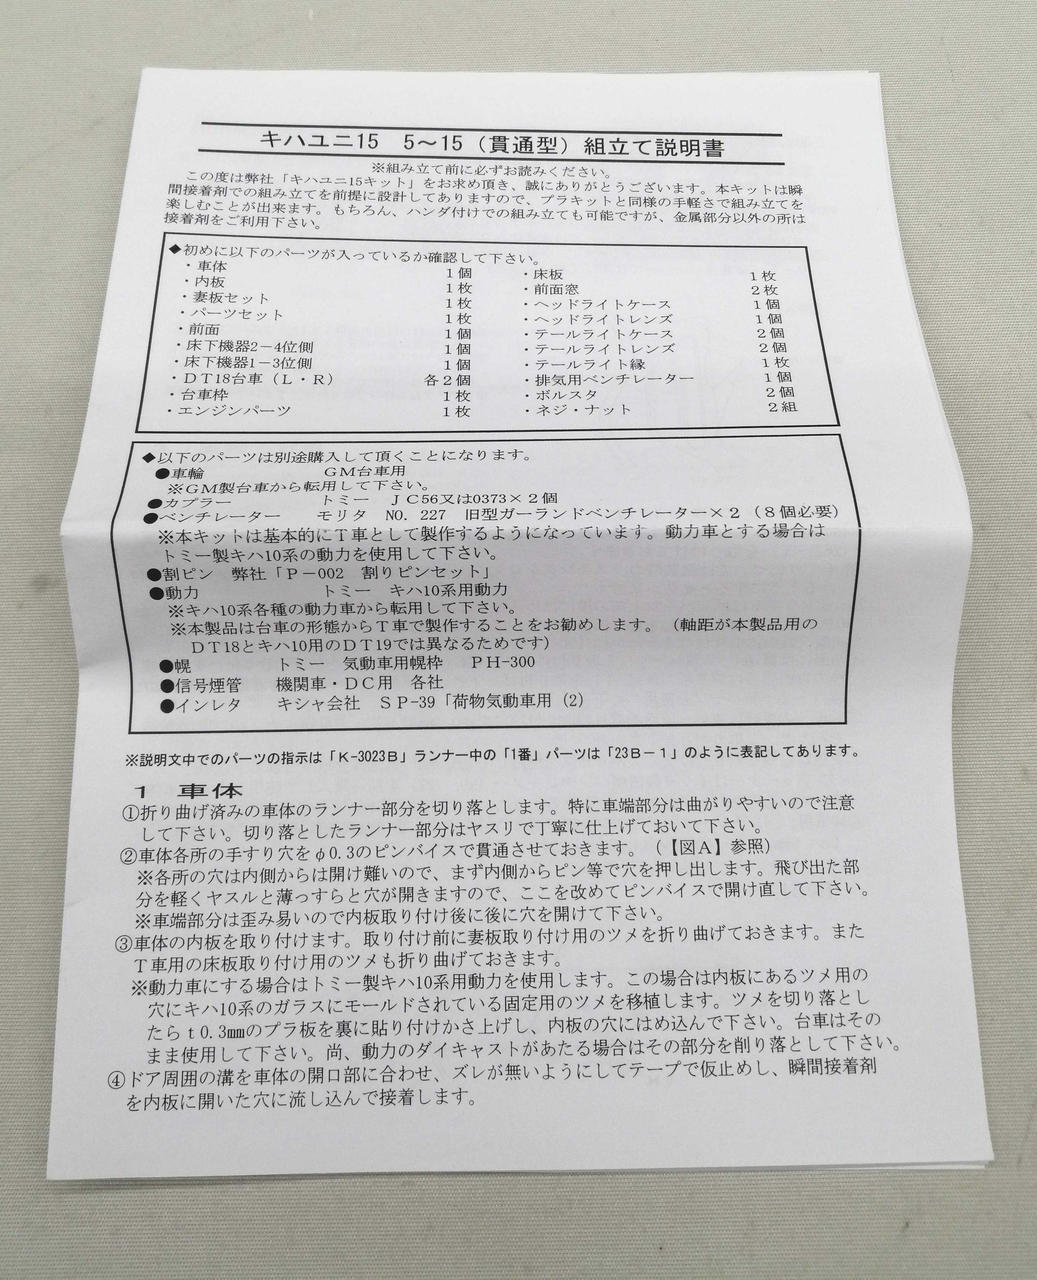 キハユニ15 5～15（貫通型）組立て説明書
※組み立て前に必ずお読みください。
この度は弊社「キハユニ15キット」をお求め頂き、誠にありがとうございます。本キットは瞬
間接着剤での組み立てを前提に設計してありますので、プラキットと同様の手軽さで組み立てを
楽しむことが出来ます。もちろん、ハンダ付けでの組み立ても可能ですが、金属部分以外の所は
接着剤をご利用下さい。
◆初めに以下のパーツが入っているか確認して下さい。
・車体 1個
・内板 1枚
・妻板セット 1枚
・パーツセット 1枚
・前面 1個
・床下機器2－4位側 1個
・床下機器1－3位側 1個
・DT18台車（L・R） 各2個
・台車枠 1枚
・エンジンパーツ 1枚
・床板 1枚
・前面窓 2枚
・ヘッドライトケース 1個
・ヘッドライトレンズ 1個
・テールライトケース 2個
・テールライトレンズ 2個
・テールライト縁 1枚
・排気用ベンチレーター 1個
・ボルスタ 2個
・ネジ・ナット 2組
◆以下のパーツは別途購入して頂くことになります。
●車輪 GM台車用
※GM製台車から転用して下さい。
●カプラー トミー JC56又は0373×2個
●ベンチレーター モリタ NO. 227 旧型ガーランドベンチレーター×2（8個必要）
※本キットは基本的にT車として製作するようになっています。動力車とする場合は
トミー製キハ10系の動力を使用して下さい。
●割ピン 弊社「P－002 割りピンセット」
●動力 トミー キハ10系用動力
※キハ10系各種の動力車から転用して下さい。
※本製品は台車の形態からT車で製作することをお勧めします。（軸距が本製品用の
DT18とキハ10用のDT19では異なるためです）
●幌 トミー 気動車用幌枠 PH-300
●信号煙管 機関車・DC用 各社
●インレタ キシャ会社 SP-39「荷物気動車用（2）
※説明文中でのパーツの指示は「K-3023B」ランナー中の「1番」パーツは「23B－1」のように表記してあります。
1 車体
①折り曲げ済みの車体のランナー部分を切り落とします。特に車端部分は曲がりやすいので注意
して下さい。切り落としたランナー部分はヤスリで丁寧に仕上げておいて下さい。
②車体各所の手すり穴をφ0.3のピンバイスで貫通させておきます。（【図A】参照）
※各所の穴は内側からは開け難いので、まず内側からピン等で穴を押し出します。飛び出た部
分を軽くヤスルと薄っすらと穴が開きますので、ここを改めてピンバイスで開け直して下さい。
※車端部分は歪み易いので内板取り付け後に後に穴を開けて下さい。
③車体の内板を取り付けます。取り付け前に妻板取り付け用のツメを折り曲げておきます。また
T車用の床板取り付け用のツメも折り曲げておきます。
※動力車にする場合はトミー製キハ10系用動力を使用します。この場合は内板にあるツメ用の
穴にキハ10系のガラスにモールドされている固定用のツメを移植します。ツメを切り落とし
たらt0.3㎜のプラ板を裏に貼り付けかさ上げし、内板の穴にはめ込んで下さい。台車はその
まま使用して下さい。尚、動力のダイキャストがあたる場合はその部分を削り落として下さい。
④ドア周囲の溝を車体の開口部に合わせ、ズレが無いようにしてテープで仮止めし、瞬間接着剤
を内板に開いた穴に流し込んで接着します。